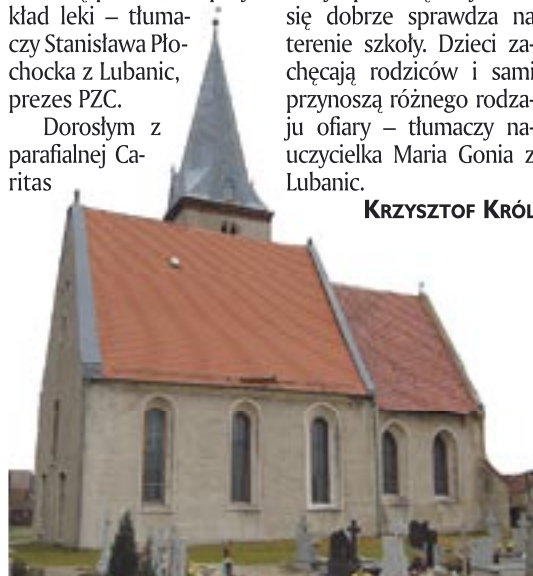 kład leki – tłuma-
czy Stanisława Pło-
chocka z Lubanic,
prezes PZC.
Dorosłym z
parafialnej Ca-
ritas
się dobrze sprawdza na
terenie szkoły. Dzieci za-
chęcają rodziców i sami
przynoszą różnego rodza-
ju ofiary – tłumaczy na-
uczycielka Maria Gonia z
Lubanic.
KRZYSZTOF KRÓL